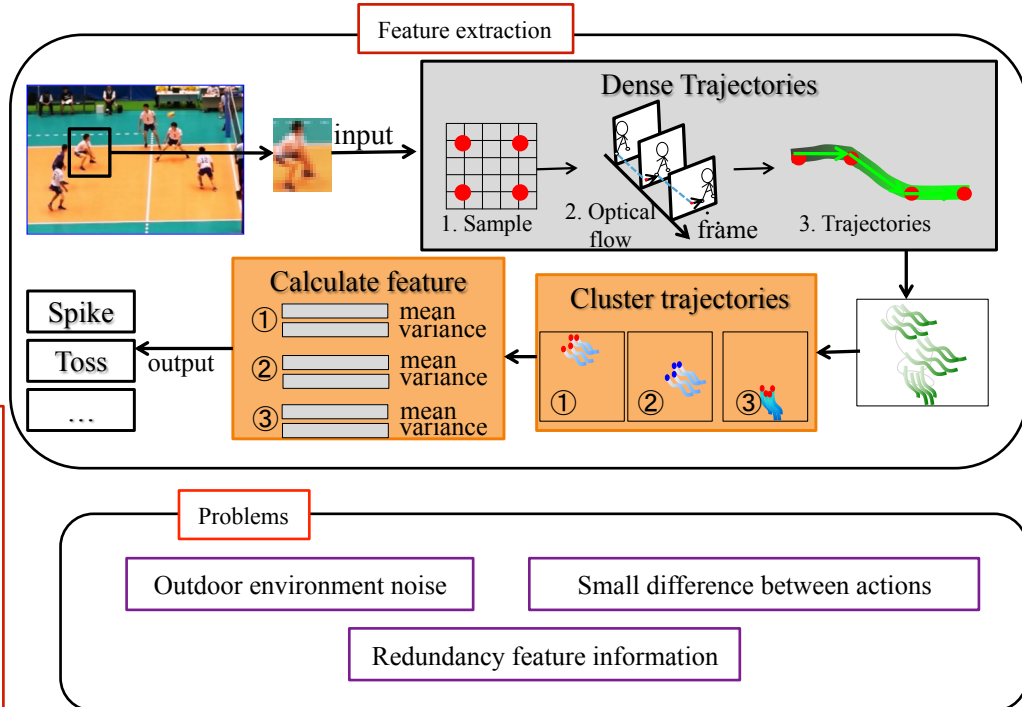 Feature extraction
Dense Trajectories
input
1. Sample
2. Optical
flow
frame
3. Trajectories
Calculate feature
① mean
variance
② mean
variance
③ mean
variance
Cluster trajectories
①
②
③
output
Spike
Toss
…
Problems
Outdoor environment noise
Small difference between actions
Redundancy feature information